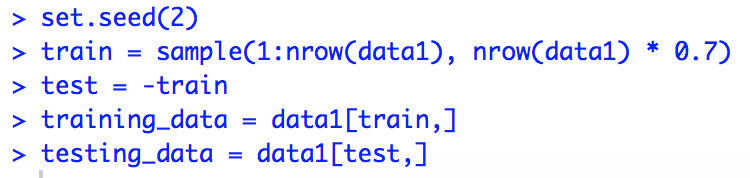 > set.seed(2)
> train = sample(1:nrow(data1), nrow(data1) * 0.7)
> test = -train
> training_data = data1[train,]
> testing_data = data1[test,]